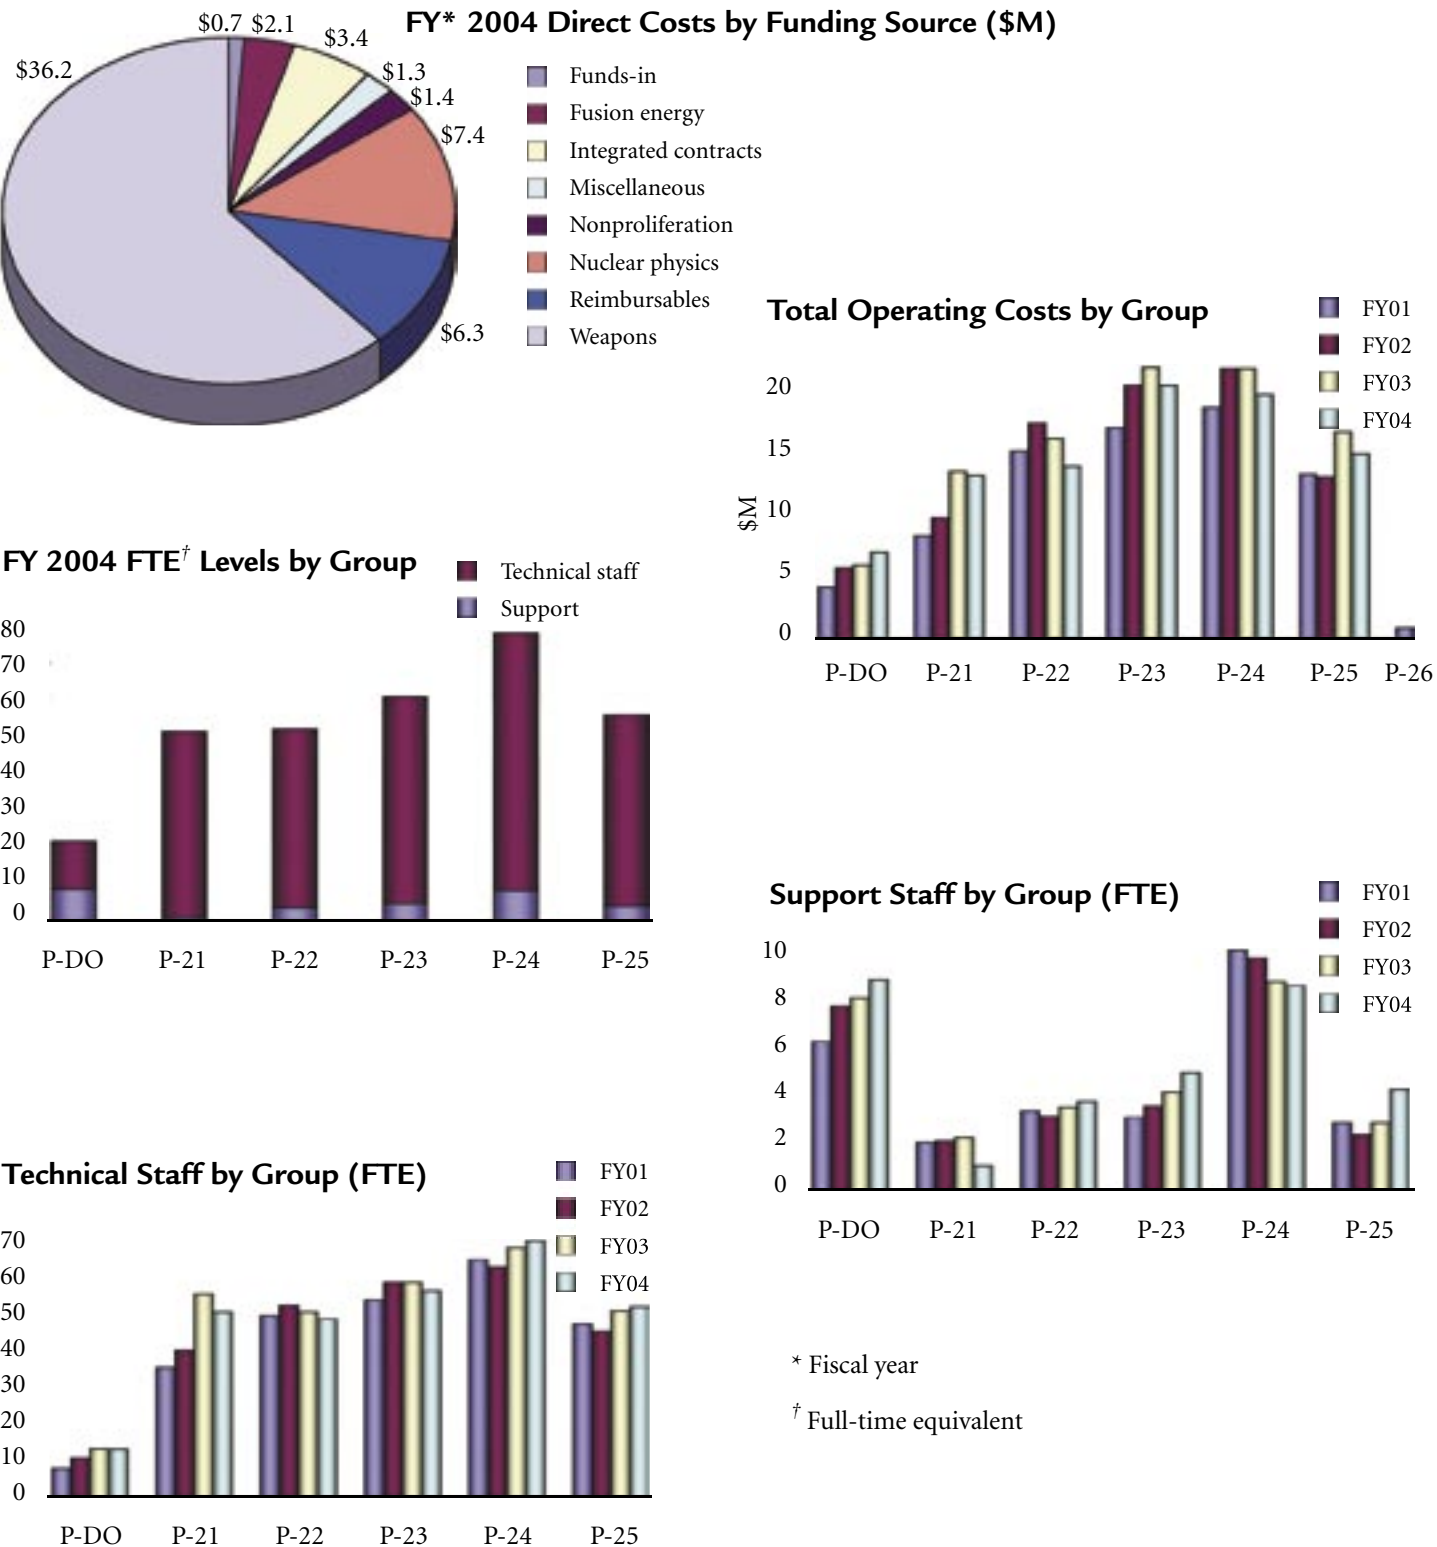 FY* 2004 Direct Costs by Funding Source ($M)
$0.7 $2.1
$3.4
$1.3
$1.4
$7.4
$6.3
$36.2
Funds-in
Fusion energy
Integrated contracts
Miscellaneous
Nonproliferation
Nuclear physics
Reimbursables
Weapons
Total Operating Costs by Group
FY01
FY02
FY03
FY04
$M
20
15
10
5
0
P-DO P-21 P-22 P-23 P-24 P-25 P-26
FY 2004 FTE† Levels by Group
Technical staff
Support
80
70
60
50
40
30
20
10
0
P-DO P-21 P-22 P-23 P-24 P-25
Support Staff by Group (FTE)
FY01
FY02
FY03
FY04
10
8
6
4
2
0
P-DO P-21 P-22 P-23 P-24 P-25
Technical Staff by Group (FTE)
FY01
FY02
FY03
FY04
70
60
50
40
30
20
10
0
P-DO P-21 P-22 P-23 P-24 P-25
* Fiscal year
† Full-time equivalent